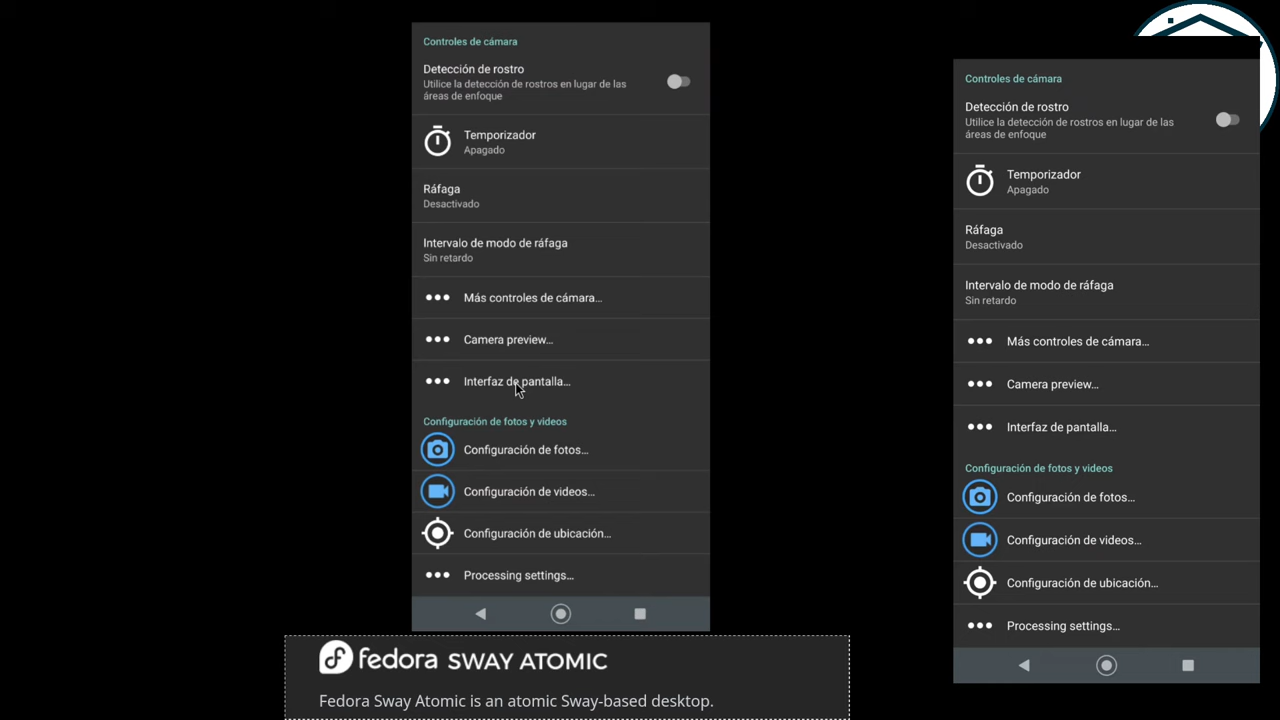 Controles de cámara
Detección de rostro
Utilice la detección de rostros en lugar de las
áreas de enfoque
Temporizador
Apagado
Ráfaga
Desactivado
Intervalo de modo de ráfaga
Sin retardo
Más controles de cámara...
Camera preview...
Interfaz de pantalla...
Configuración de fotos y videos
Configuración de fotos...
Configuración de videos...
Configuración de ubicación...
Processing settings...
fedora SWAY ATOMIC
Fedora Sway Atomic is an atomic Sway-based desktop.
Controles de cámara
Detección de rostro
Utilice la detección de rostros en lugar de las
áreas de enfoque
Temporizador
Apagado
Ráfaga
Desactivado
Intervalo de modo de ráfaga
Sin retardo
Más controles de cámara...
Camera preview...
Interfaz de pantalla...
Configuración de fotos y videos
Configuración de fotos...
Configuración de videos...
Configuración de ubicación...
Processing settings...